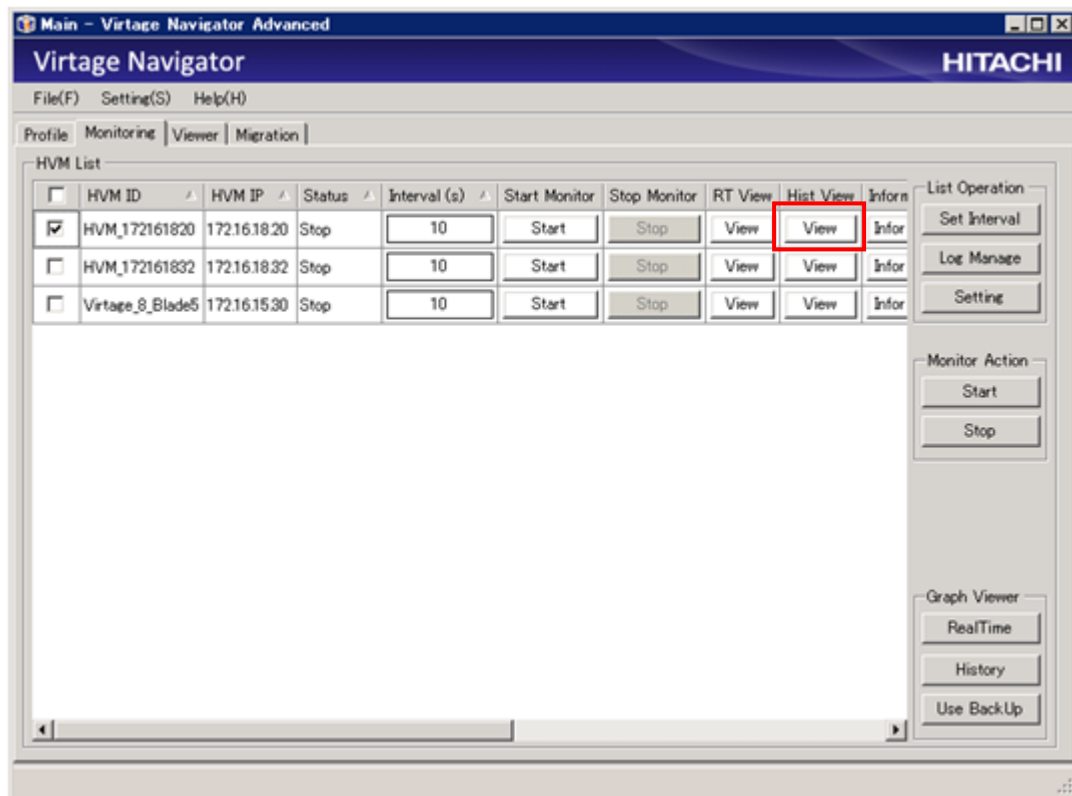 Main - Virtage Navigator Advanced
Virtage Navigator HITACHI
File(F) Setting(S) Help(H)
Profile Monitoring Viewer Migration
HVM List
HVM ID HVM IP Status Interval (s) Start Monitor Stop Monitor RT View Hist View Inform
HVM_172161820 172.16.18.20 Stop 10 Start Stop View View Infor
HVM_172161832 172.16.18.32 Stop 10 Start Stop View View Infor
Virtage_8_Blade5 172.16.15.30 Stop 10 Start Stop View View Infor
List Operation
Set Interval
Log Manage
Setting
Monitor Action
Start
Stop
Graph Viewer
RealTime
History
Use BackUp